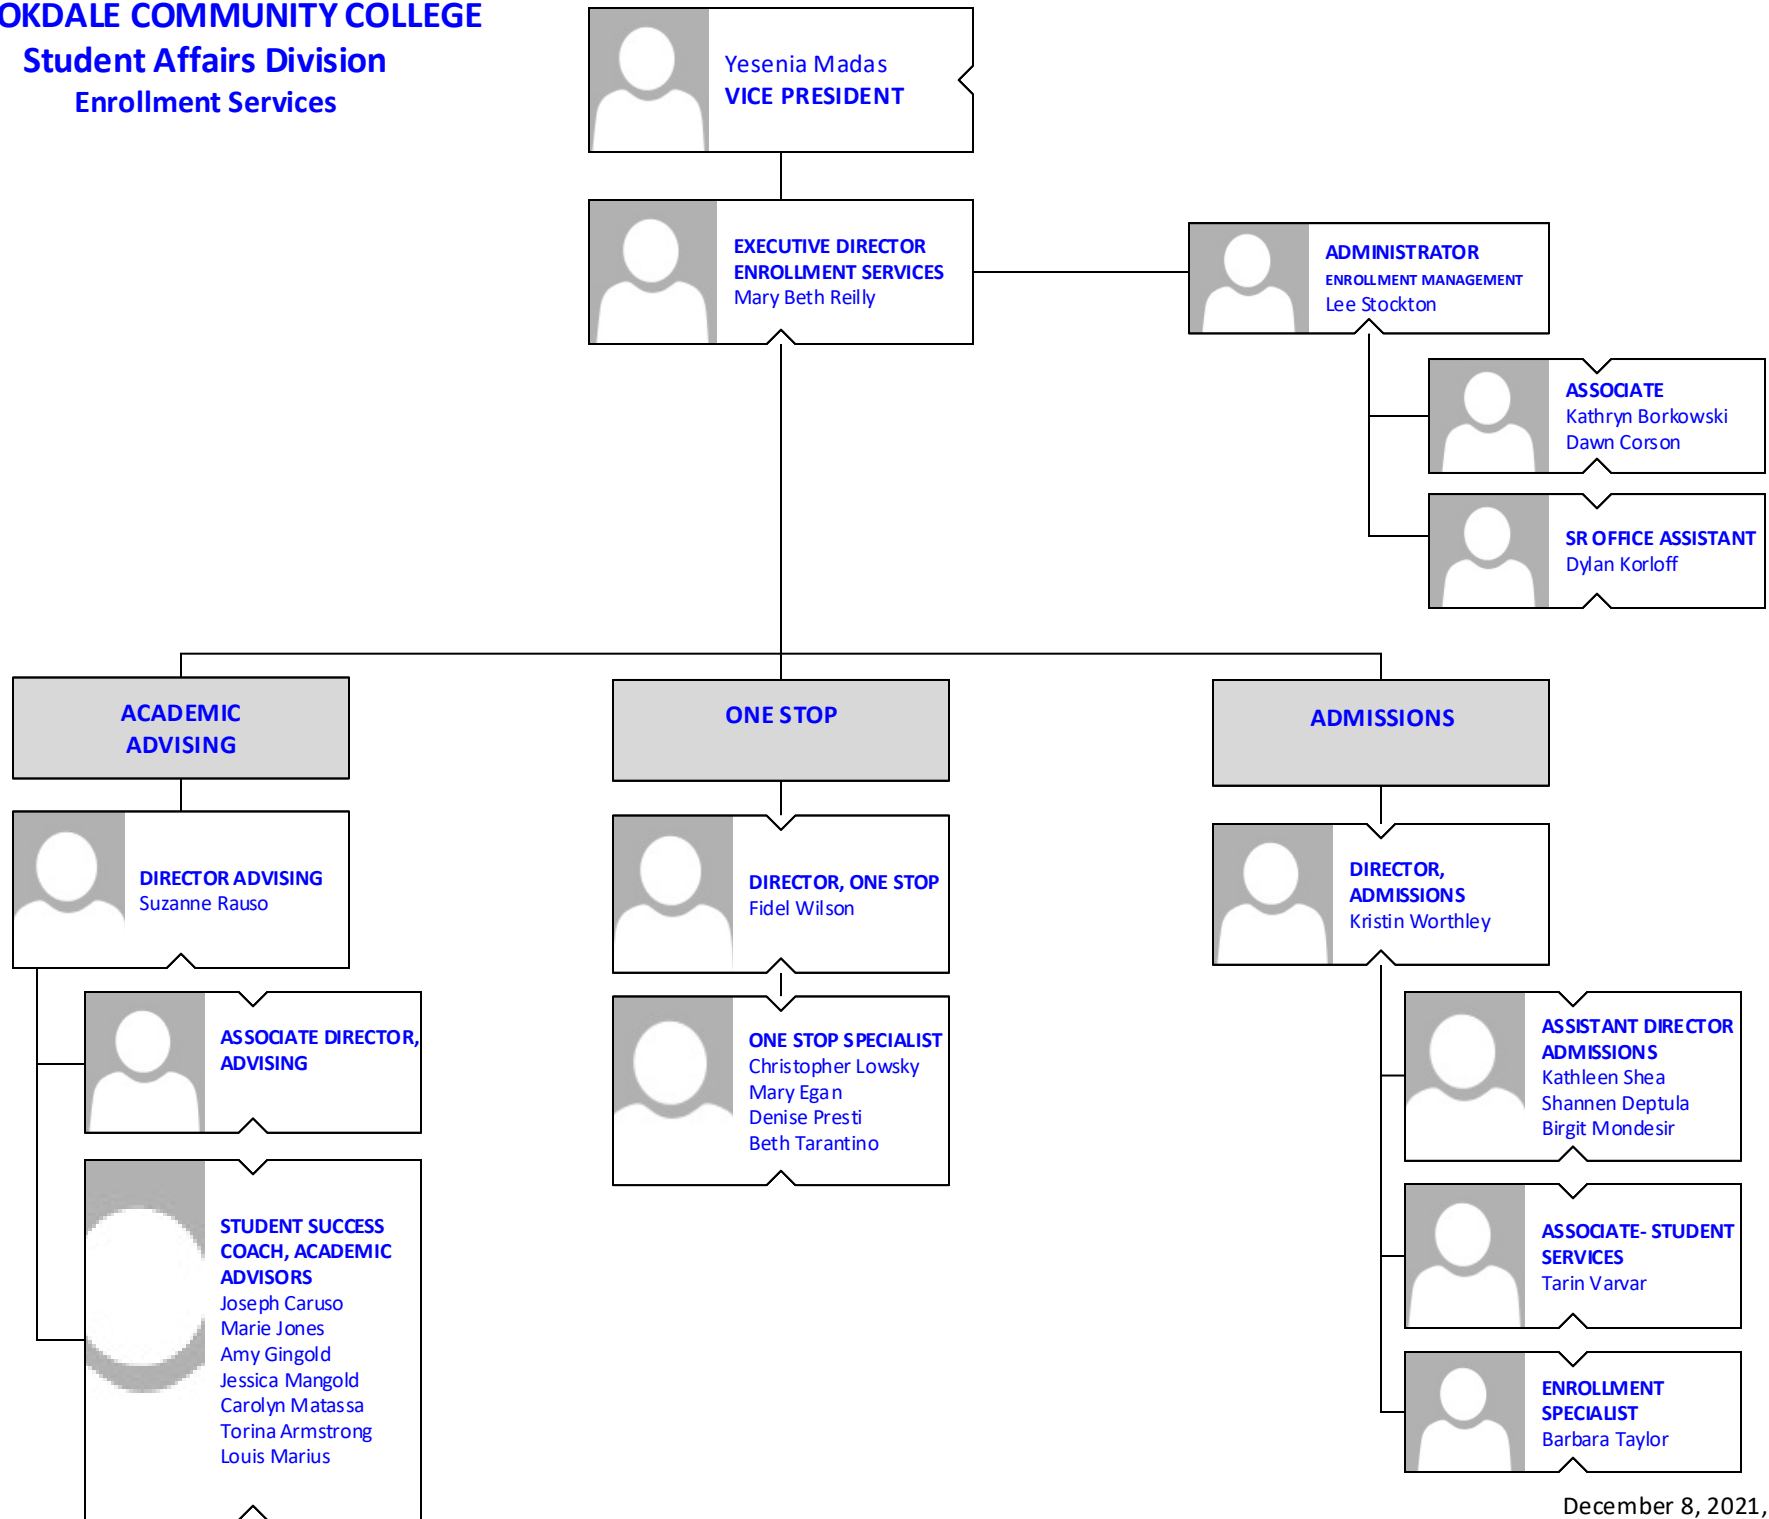 OKDALE COMMUNITY COLLEGE
Student Affairs Division
Enrollment Services
Yesenia Madas
VICE PRESIDENT
EXECUTIVE DIRECTOR
ENROLLMENT SERVICES
Mary Beth Reilly
ADMINISTRATOR
ENROLLMENT MANAGEMENT
Lee Stockton
ASSOCIATE
Kathryn Borkowski
Dawn Corson
SR OFFICE ASSISTANT
Dylan Korloff
ACADEMIC
ADVISING
DIRECTOR ADVISING
Suzanne Rauso
ASSOCIATE DIRECTOR,
ADVISING
STUDENT SUCCESS
COACH, ACADEMIC
ADVISORS
Joseph Caruso
Marie Jones
Amy Gingold
Jessica Mangold
Carolyn Matassa
Torina Armstrong
Louis Marius
ONE STOP
DIRECTOR, ONE STOP
Fidel Wilson
ONE STOP SPECIALIST
Christopher Lowsky
Mary Egan
Denise Presti
Beth Tarantino
ADMISSIONS
DIRECTOR,
ADMISSIONS
Kristin Worthley
ASSISTANT DIRECTOR
ADMISSIONS
Kathleen Shea
Shannen Deptula
Birgit Mondesir
ASSOCIATE- STUDENT
SERVICES
Tarin Varvar
ENROLLMENT
SPECIALIST
Barbara Taylor
December 8, 2021,